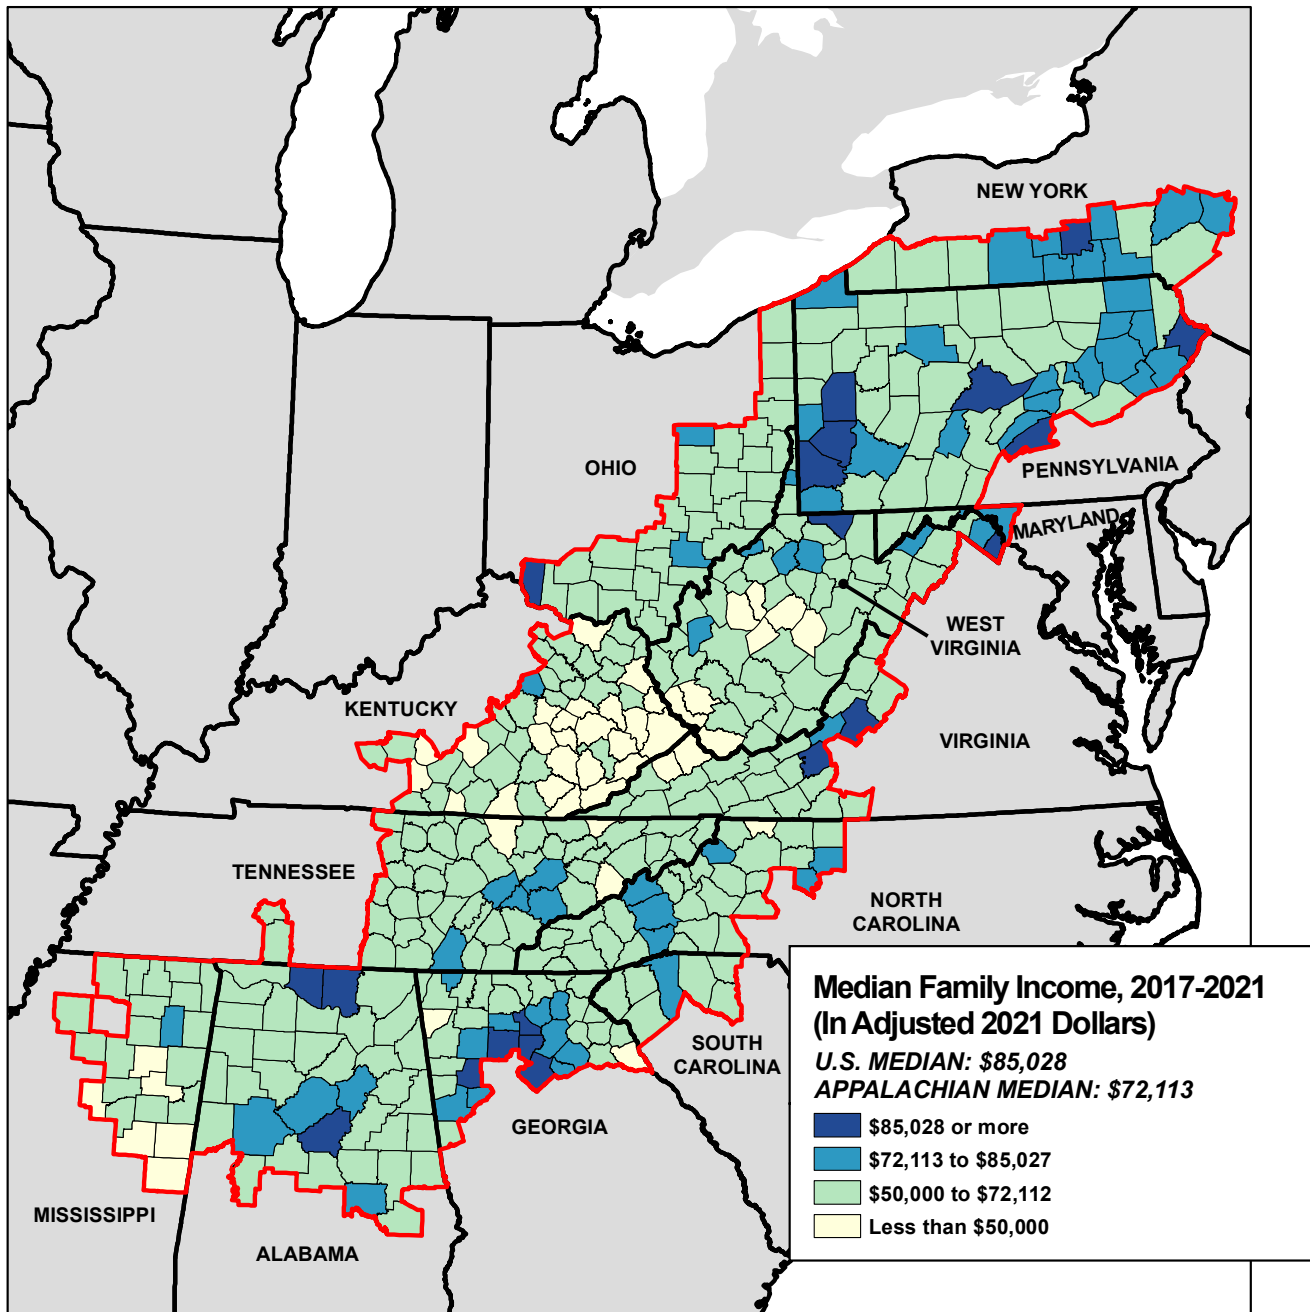 NEW YORK
OHIO
PENNSYLVANIA
MARYLAND
WEST
VIRGINIA
KENTUCKY
VIRGINIA
TENNESSEE
NORTH
CAROLINA
SOUTH
CAROLINA
GEORGIA
MISSISSIPPI
ALABAMA
Median Family Income, 2017-2021
(In Adjusted 2021 Dollars)
U.S. MEDIAN: $85,028
APPALACHIAN MEDIAN: $72,113
$85,028 or more
$72,113 to $85,027
$50,000 to $72,112
Less than $50,000